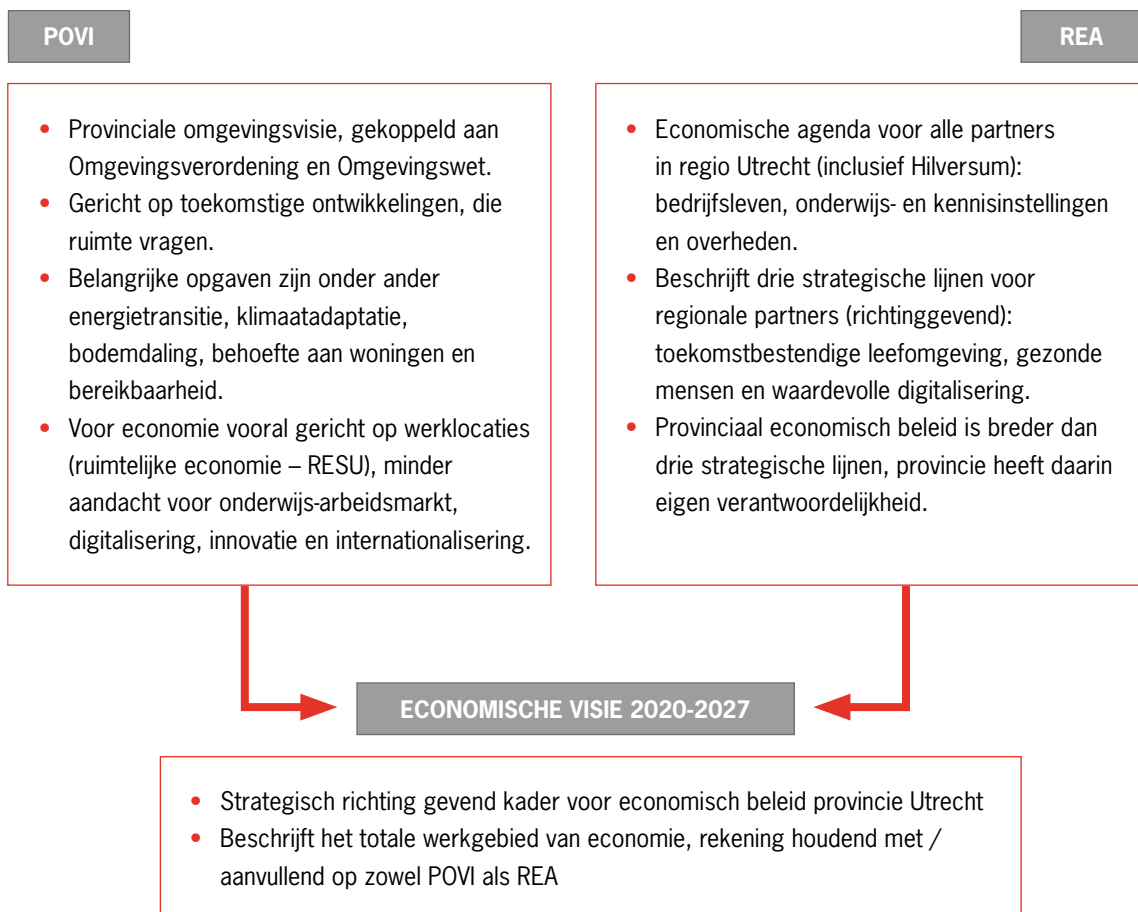 POVI
• Provinciale omgevingsvisie, gekoppeld aan
Omgevingsverordening en Omgevingswet.
• Gericht op toekomstige ontwikkelingen, die
ruimte vragen.
• Belangrijke opgaven zijn onder ander
energietransitie, klimaatadaptatie,
bodemdaling, behoefte aan woningen en
bereikbaarheid.
• Voor economie vooral gericht op werklocaties
(ruimtelijke economie – RESU), minder
aandacht voor onderwijs-arbeidsmarkt,
digitalisering, innovatie en internationalisering.
REA
• Economische agenda voor alle partners
in regio Utrecht (inclusief Hilversum):
bedrijfsleven, onderwijs- en kennisinstellingen
en overheden.
• Beschrijft drie strategische lijnen voor
regionale partners (richtinggevend):
toekomstbestendige leefomgeving, gezonde
mensen en waardevolle digitalisering.
• Provinciaal economisch beleid is breder dan
drie strategische lijnen, provincie heeft daarin
eigen verantwoordelijkheid.
ECONOMISCHE VISIE 2020-2027
• Strategisch richting gevend kader voor economisch beleid provincie Utrecht
• Beschrijft het totale werkgebied van economie, rekening houdend met /
aanvullend op zowel POVI als REA